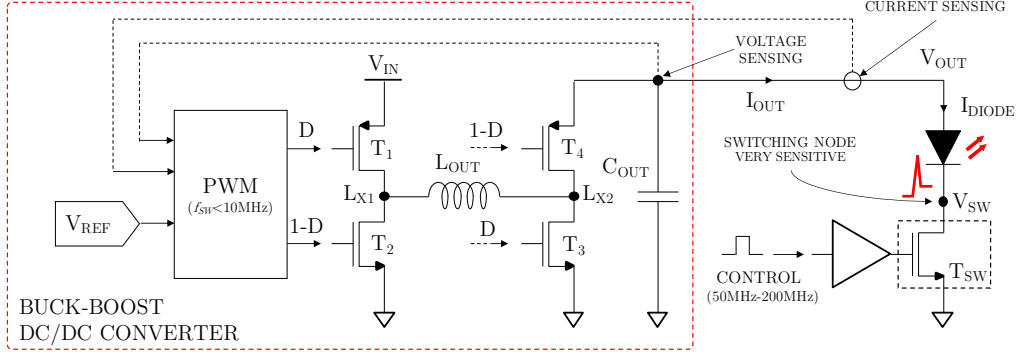 CURRENT SENSING
VOLTAGE
SENSING
V_OUT
V_IN
I_OUT
I_DIODE
D
T_1
1-D
T_4
L_OUT
C_OUT
SWITCHING NODE
VERY SENSITIVE
PWM
(f_SW<10MHz)
L_X1
L_X2
V_SW
V_REF
1-D
T_2
D
T_3
T_SW
CONTROL
(50MHz-200MHz)
BUCK-BOOST
DC/DC CONVERTER